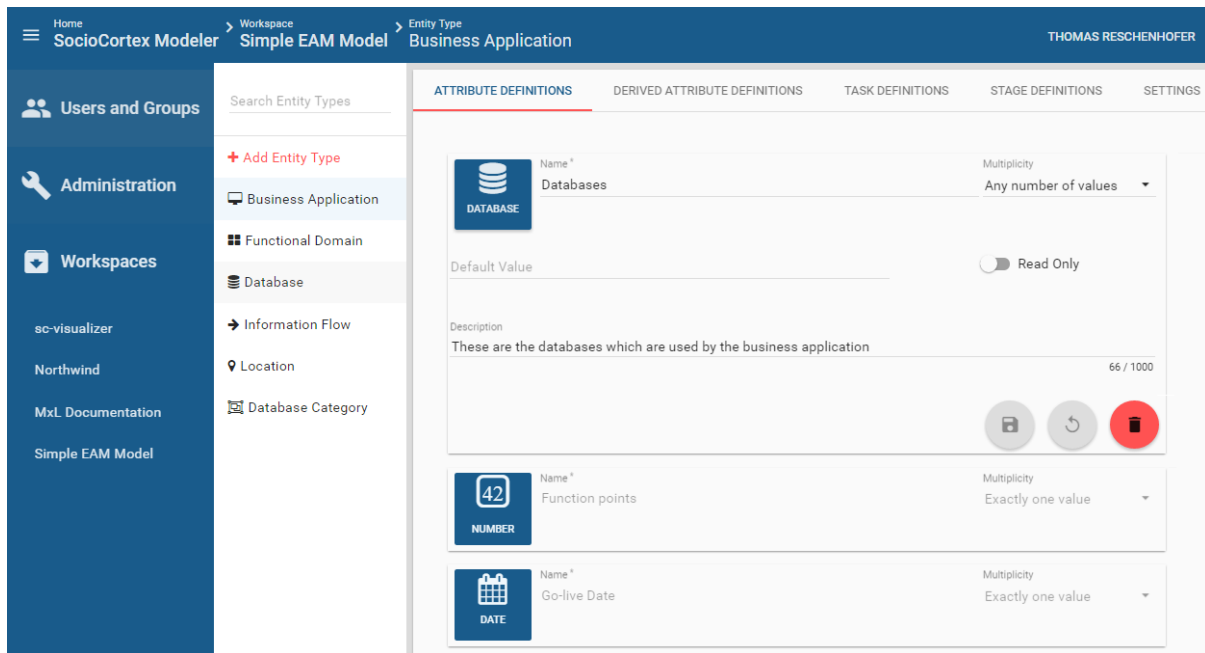 Home
SocioCortex Modeler
Workspace
Simple EAM Model
Entity Type
Business Application
THOMAS RESCHENHOFER
Users and Groups
Administration
Workspaces
sc-visualizer
Northwind
MxL Documentation
Simple EAM Model
Search Entity Types
+ Add Entity Type
Business Application
Functional Domain
Database
Information Flow
Location
Database Category
ATTRIBUTE DEFINITIONS
DERIVED ATTRIBUTE DEFINITIONS
TASK DEFINITIONS
STAGE DEFINITIONS
SETTINGS
DATABASE
Name *
Databases
Multiplicity
Any number of values
Default Value
Read Only
Description
These are the databases which are used by the business application
66 / 1000
42
NUMBER
Name *
Function points
Multiplicity
Exactly one value
DATE
Name *
Go-live Date
Multiplicity
Exactly one value